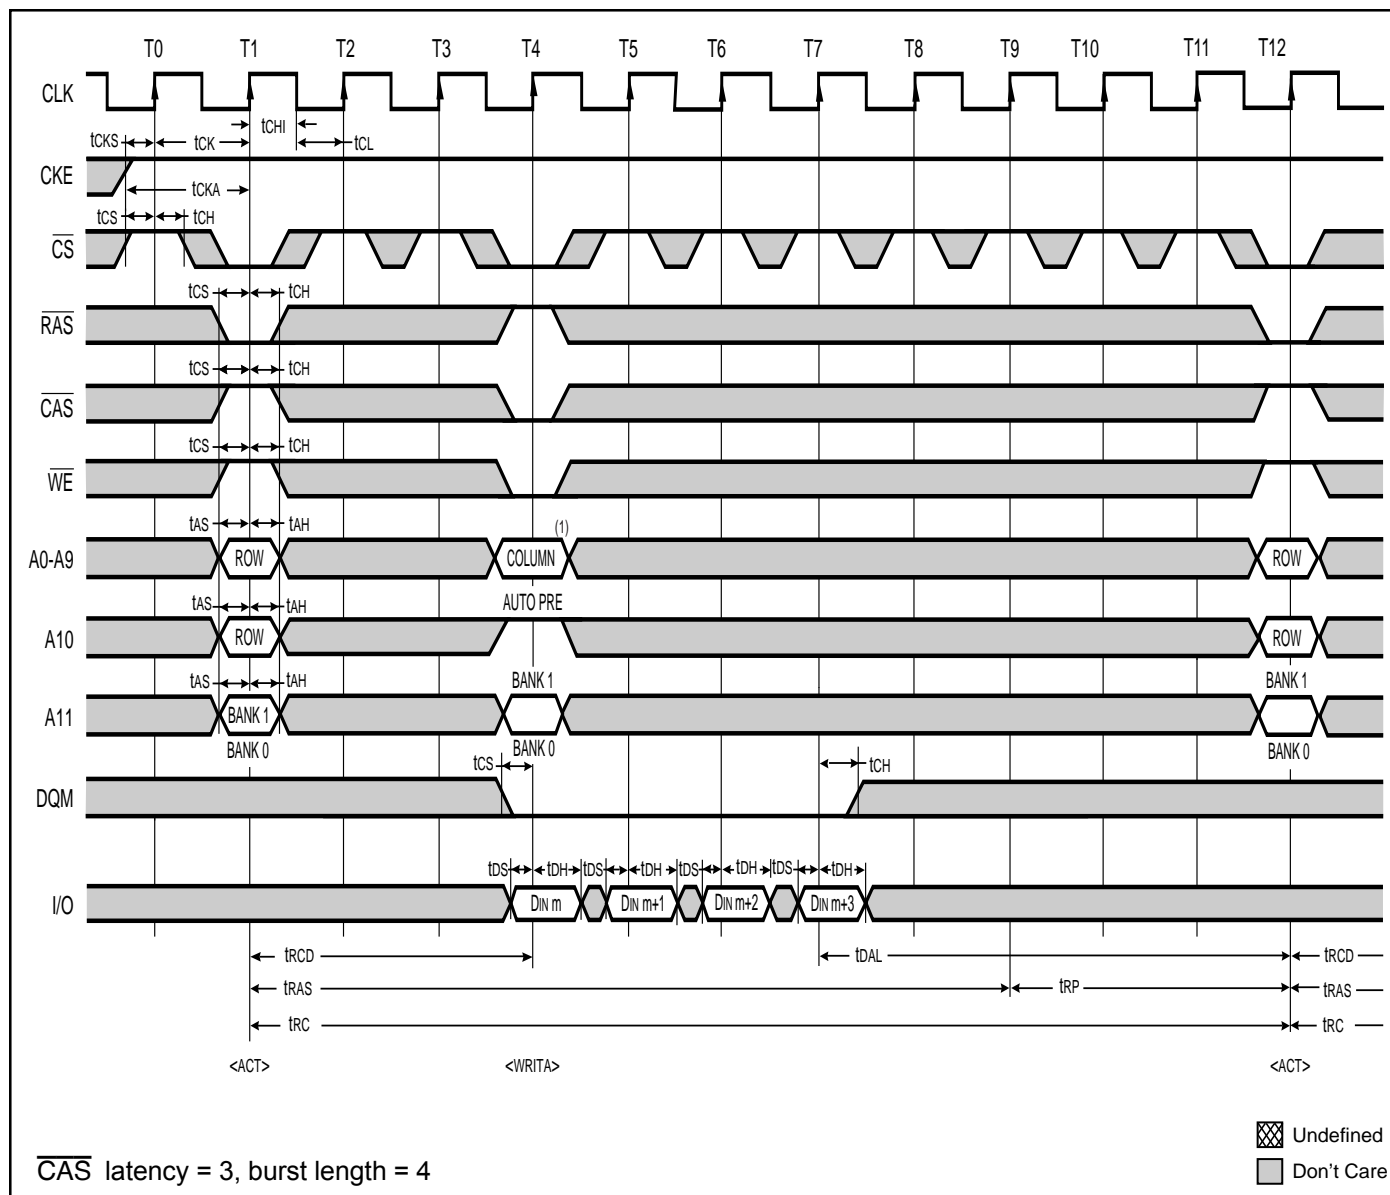 T0 T1 T2 T3 T4 T5 T6 T7 T8 T9 T10 T11 T12
CLK
tCHI
tCKS tCK tCL
CKE
tCKA
tCS tCH
CS
tCS tCH
RAS
tCS tCH
CAS
tCS tCH
WE
tAS tAH (1)
A0-A9 ROW COLUMN ROW
tAS tAH AUTO PRE
A10 ROW ROW
tAS tAH BANK 1 BANK 1
A11 BANK 1
BANK 0 BANK 0 BANK 0
tCS tCH
DQM
tDS tDH tDS tDH tDS tDH tDS tDH
I/O DIN m DIN m+1 DIN m+2 DIN m+3
tRCD tDAL tRCD
tRAS tRP tRAS
tRC tRC
<ACT> <WRITA> <ACT>
Undefined
CAS latency = 3, burst length = 4
Don't Care